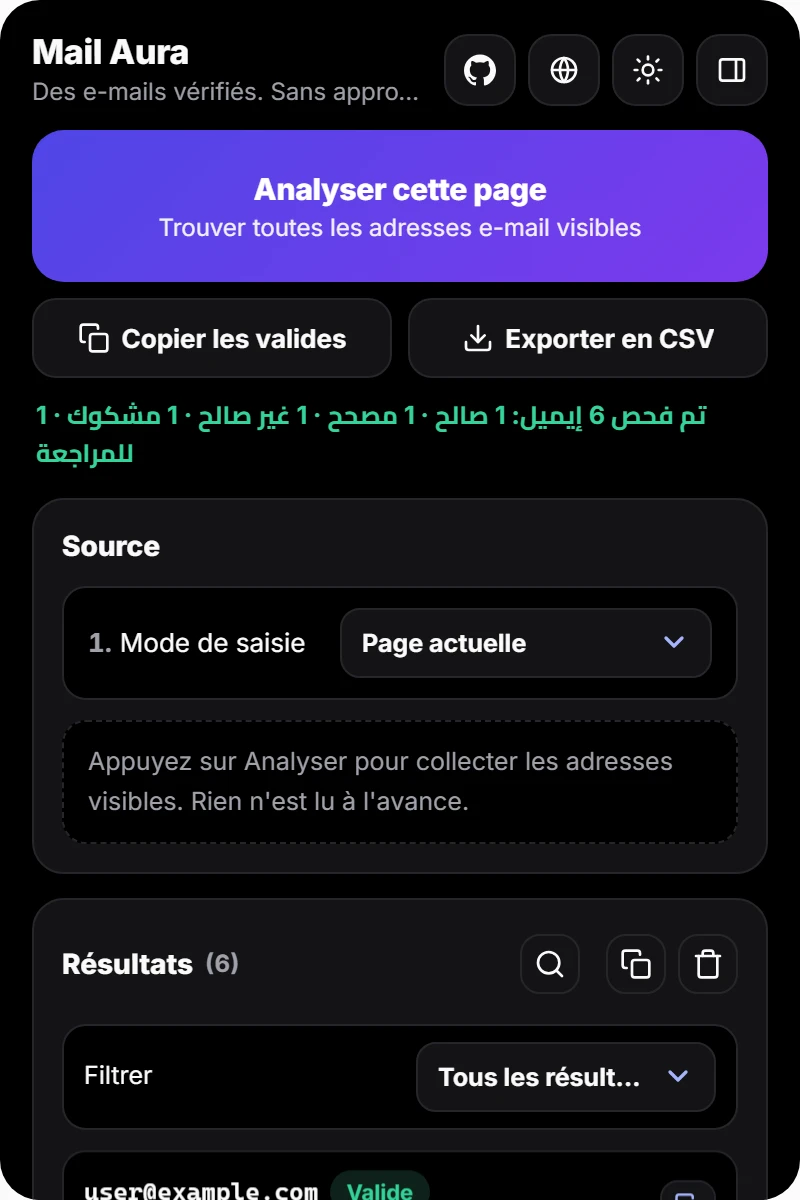 Mail Aura
Des e-mails vérifiés. Sans appro...
Analyser cette page
Trouver toutes les adresses e-mail visibles
Copier les valides
Exporter en CSV
تم فحص 6 إيميل: 1 صالح · 1 مصحح · 1 غير صالح · 1 مشكوك · 1
للمراجعة
Source
1. Mode de saisie
Page actuelle
Appuyez sur Analyser pour collecter les adresses
visibles. Rien n'est lu à l'avance.
Résultats (6)
Filtrer
Tous les résult...
user@example.com
Valide